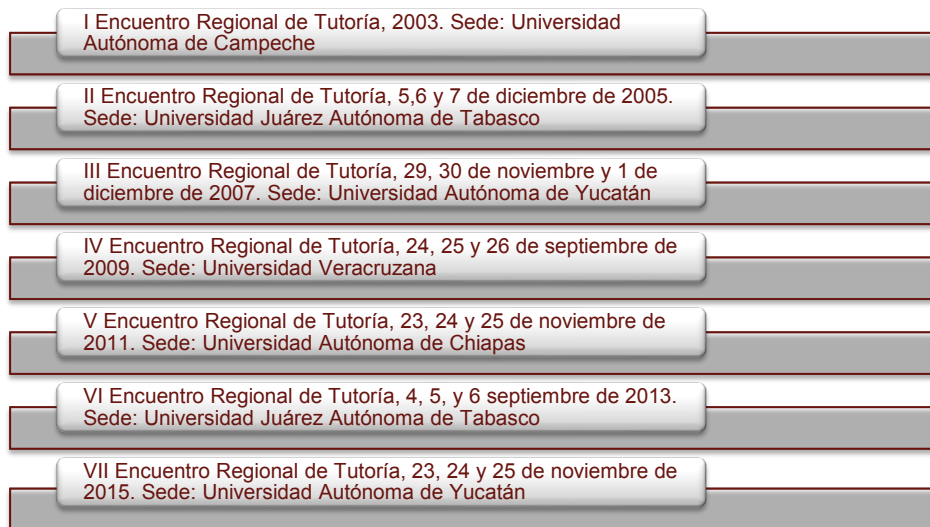 I Encuentro Regional de Tutoría, 2003. Sede: Universidad
Autónoma de Campeche
II Encuentro Regional de Tutoría, 5,6 y 7 de diciembre de 2005.
Sede: Universidad Juárez Autónoma de Tabasco
III Encuentro Regional de Tutoría, 29, 30 de noviembre y 1 de
diciembre de 2007. Sede: Universidad Autónoma de Yucatán
IV Encuentro Regional de Tutoría, 24, 25 y 26 de septiembre de
2009. Sede: Universidad Veracruzana
V Encuentro Regional de Tutoría, 23, 24 y 25 de noviembre de
2011. Sede: Universidad Autónoma de Chiapas
VI Encuentro Regional de Tutoría, 4, 5, y 6 septiembre de 2013.
Sede: Universidad Juárez Autónoma de Tabasco
VII Encuentro Regional de Tutoría, 23, 24 y 25 de noviembre de
2015. Sede: Universidad Autónoma de Yucatán